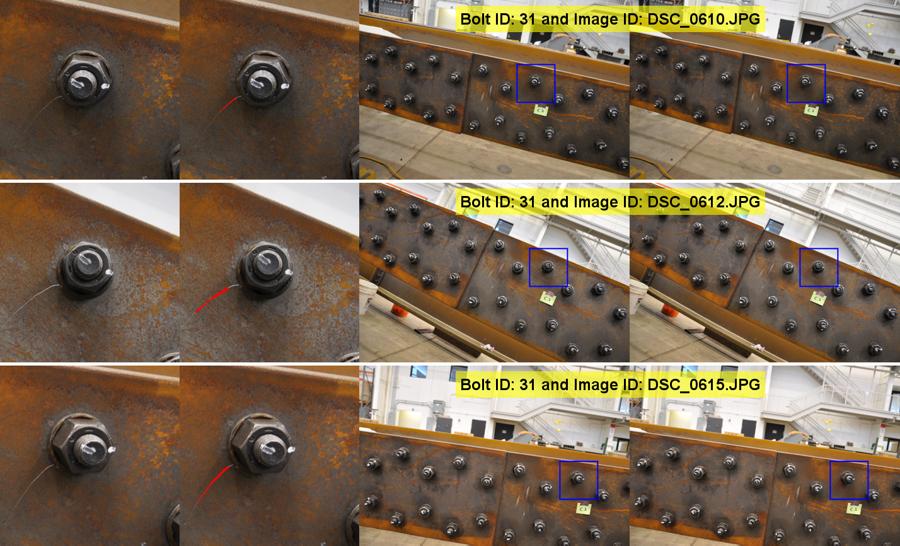 Bolt ID: 31 and Image ID: DSC_0610.JPG
Bolt ID: 31 and Image ID: DSC_0612.JPG
Bolt ID: 31 and Image ID: DSC_0615.JPG